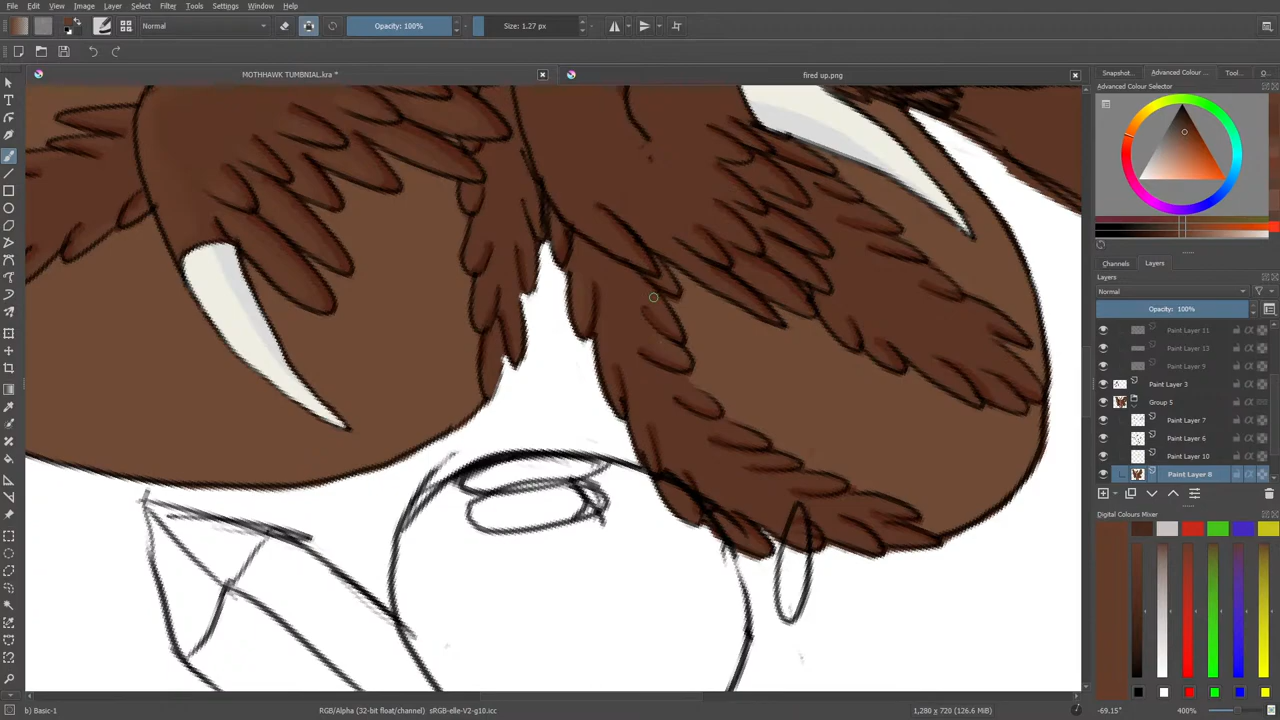 File Edit View Image Layer Select Filter Tools Settings Window Help
Normal Opacity: 100% Size: 1.27 px
MOTHHAWK TUMBNIAL.kra * fired up.png
Snapshot... Advanced Colour ... Tool... O...
Advanced Colour Selector
Channels Layers
Layers
Normal
Opacity: 100%
Paint Layer 11
Paint Layer 13
Paint Layer 9
Paint Layer 3
Group 5
Paint Layer 7
Paint Layer 6
Paint Layer 10
Paint Layer 8
Digital Colours Mixer
b) Basic-1 RGB/Alpha (32-bit float/channel) sRGB-elle-V2-g10.icc 1,280 x 720 (126.6 MiB) -69.15° 400%